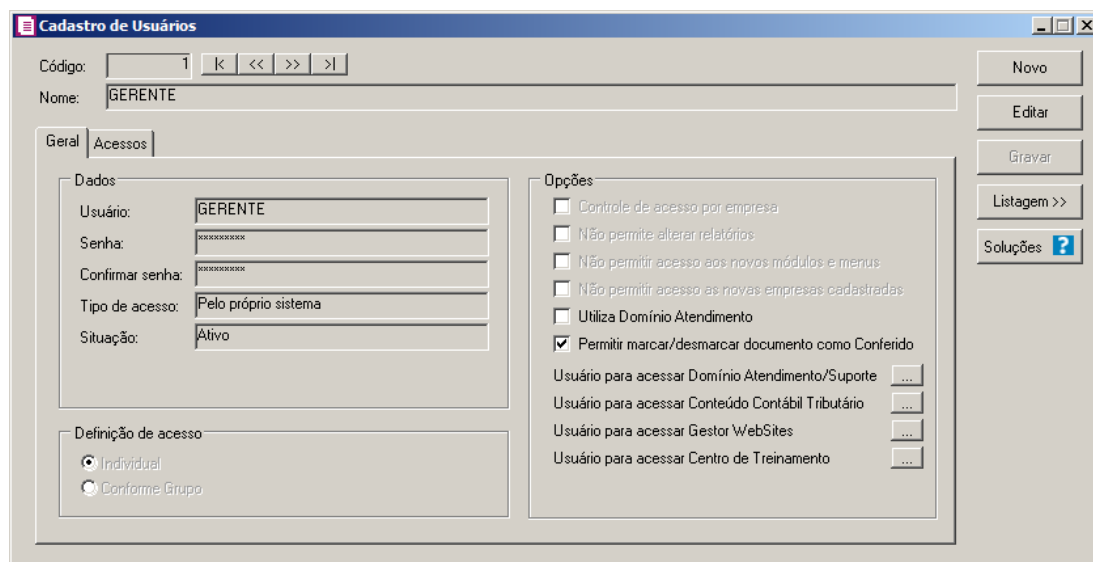 Cadastro de Usuários
Código: 1 |< << >> >|
Nome: GERENTE
Geral Acessos
Dados
Usuário: GERENTE
Senha: *********
Confirmar senha: *********
Tipo de acesso: Pelo próprio sistema
Situação: Ativo
Definição de acesso
Individual
Conforme Grupo
Opções
Controle de acesso por empresa
Não permite alterar relatórios
Não permitir acesso aos novos módulos e menus
Não permitir acesso as novas empresas cadastradas
Utiliza Domínio Atendimento
Permitir marcar/desmarcar documento como Conferido
Usuário para acessar Domínio Atendimento/Suporte ...
Usuário para acessar Conteúdo Contábil Tributário ...
Usuário para acessar Gestor WebSites ...
Usuário para acessar Centro de Treinamento ...
Novo
Editar
Gravar
Listagem >>
Soluções ?